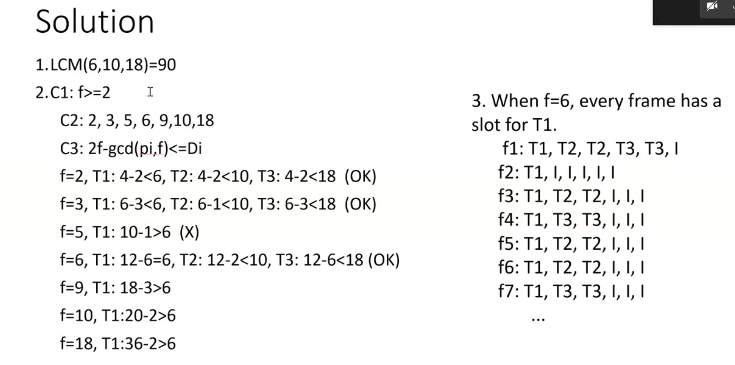 Solution
1.LCM(6,10,18)=90
2.C1: f>=2
C2: 2, 3, 5, 6, 9,10,18
C3: 2f-gcd(pi,f)<=Di
f=2, T1: 4-2<6, T2: 4-2<10, T3: 4-2<18 (OK)
f=3, T1: 6-3<6, T2: 6-1<10, T3: 6-3<18 (OK)
f=5, T1: 10-1>6 (X)
f=6, T1: 12-6=6, T2: 12-2<10, T3: 12-6<18 (OK)
f=9, T1: 18-3>6
f=10, T1:20-2>6
f=18, T1:36-2>6
3. When f=6, every frame has a
slot for T1.
f1: T1, T2, T2, T3, T3, I
f2: T1, I, I, I, I, I
f3: T1, T2, T2, I, I, I
f4: T1, T3, T3, I, I, I
f5: T1, T2, T2, I, I, I
f6: T1, T2, T2, I, I, I
f7: T1, T3, T3, I, I, I
...